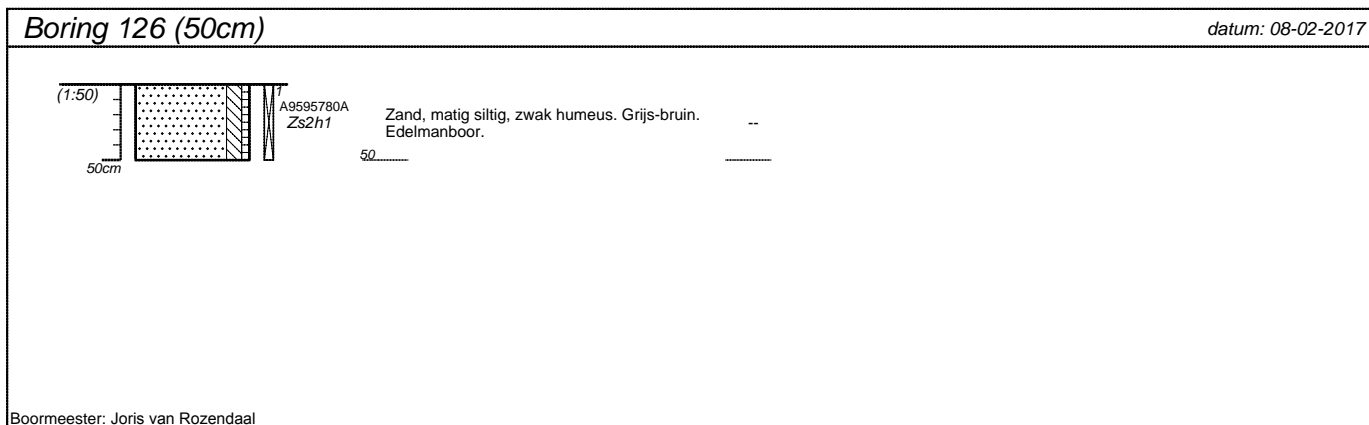 Boring 126 (50cm)
datum: 08-02-2017
(1:50)
1
A9595780A
Zs2h1
Zand, matig siltig, zwak humeus. Grijs-bruin.
Edelmanboor.
--
50
50cm
Boormeester: Joris van Rozendaal